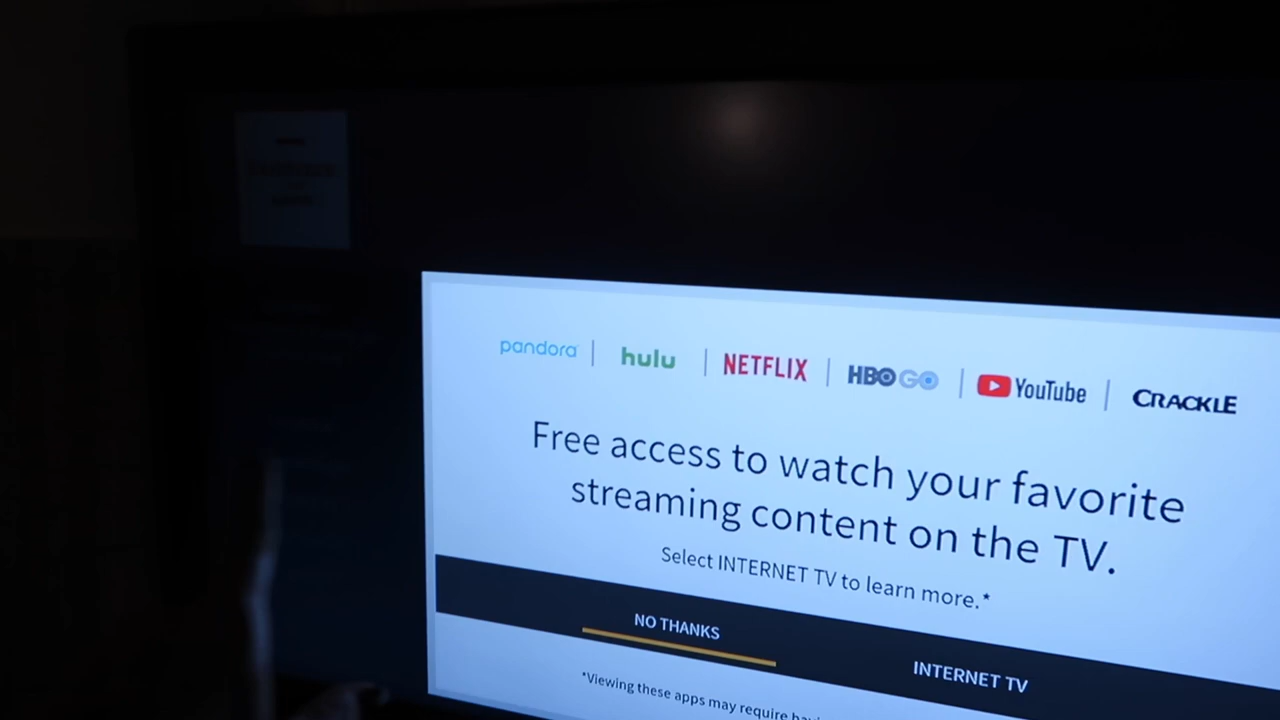 pandora | hulu | NETFLIX | HBO GO | YouTube | CRACKLE
Free access to watch your favorite
streaming content on the TV.
Select INTERNET TV to learn more.*
NO THANKS INTERNET TV
*Viewing these apps may require